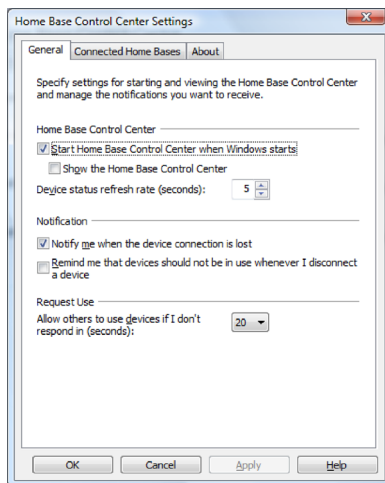 Home Base Control Center Settings
General
Connected Home Bases
About
Specify settings for starting and viewing the Home Base Control Center
and manage the notifications you want to receive.
Home Base Control Center
Start Home Base Control Center when Windows starts
Show the Home Base Control Center
Device status refresh rate (seconds):
5
Notification
Notify me when the device connection is lost
Remind me that devices should not be in use whenever I disconnect
a device
Request Use
Allow others to use devices if I don't
respond in (seconds):
20
OK
Cancel
Apply
Help